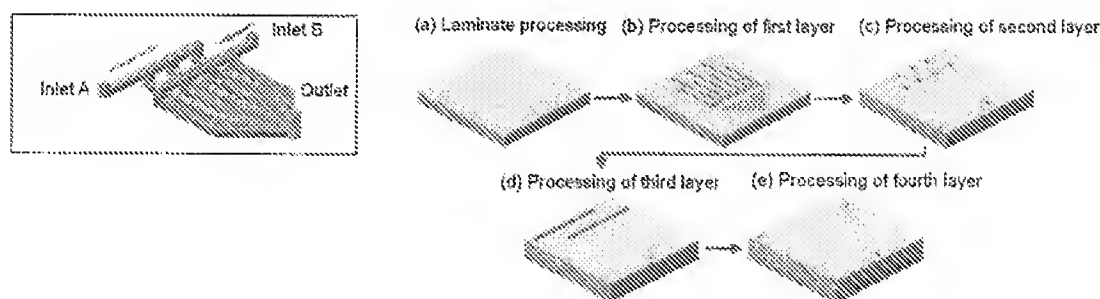 Inlet B
Inlet A
Outlet
(a) Laminate processing
(b) Processing of first layer
(c) Processing of second layer
(d) Processing of third layer
(e) Processing of fourth layer